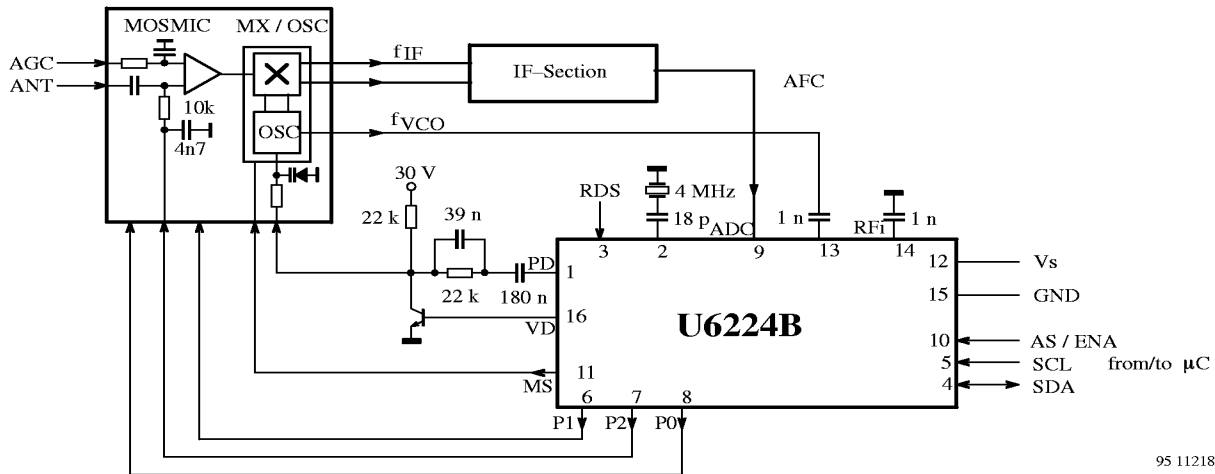 MOSMIC
MX / OSC
AGC
ANT
10k
4n7
OSC
fIF
IF–Section
AFC
fVCO
30 V
22 k
39 n
22 k
180 n
PD
VD
MS
RDS
4 MHz
18 p
ADC
1 n
RFi
1 n
3
2
9
13
14
1
16
11
U6224B
12
Vs
15
GND
10
AS / ENA
5
SCL
from/to µC
4
SDA
6
7
8
P1
P2
P0
95 11218